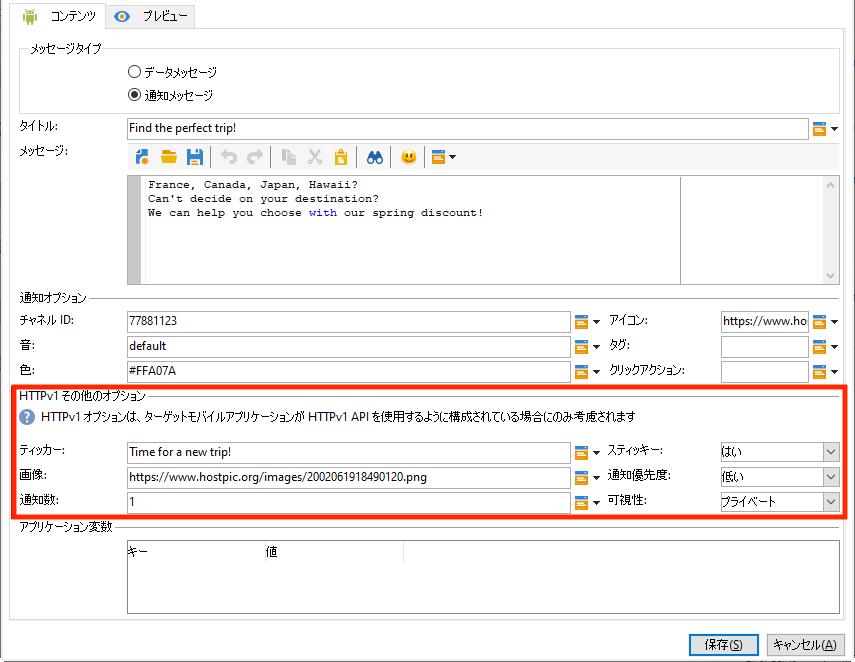 コンテンツ プレビュー
メッセージタイプ
データメッセージ
通知メッセージ
タイトル: Find the perfect trip!
メッセージ:
France, Canada, Japan, Hawaii?
Can't decide on your destination?
We can help you choose with our spring discount!
通知オプション
チャネル ID: 77881123 アイコン: https://www.ho
音: default タグ:
色: #FFA07A クリックアクション:
HTTPv1 その他のオプション
? HTTPv1 オプションは、ターゲットモバイルアプリケーションが HTTPv1 API を使用するように構成されている場合にのみ考慮されます
ティッカー: Time for a new trip! スティッキー: はい
画像: https://www.hostpic.org/images/2002061918490120.png 通知優先度: 低い
通知数: 1 可視性: プライベート
アプリケーション変数
キー 値
保存(S) キャンセル(A)